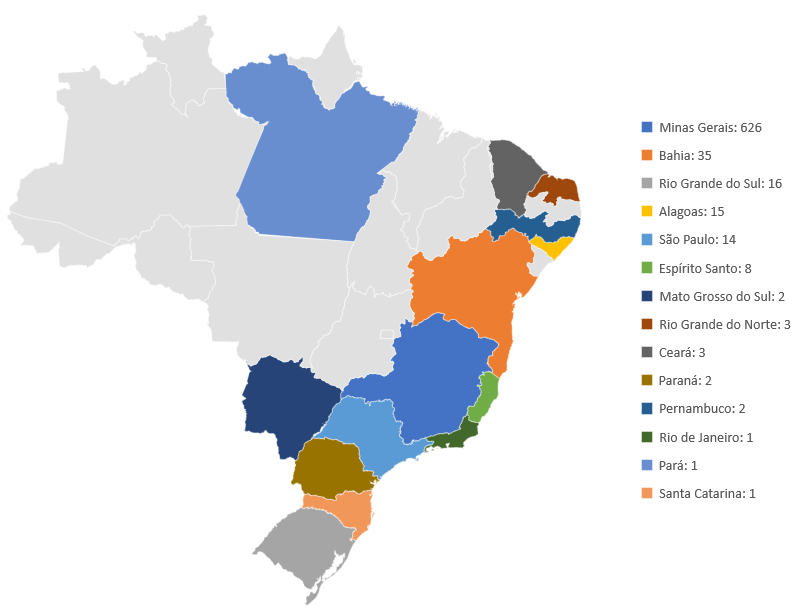 Minas Gerais: 626
Bahia: 35
Rio Grande do Sul: 16
Alagoas: 15
São Paulo: 14
Espírito Santo: 8
Mato Grosso do Sul: 2
Rio Grande do Norte: 3
Ceará: 3
Paraná: 2
Pernambuco: 2
Rio de Janeiro: 1
Pará: 1
Santa Catarina: 1